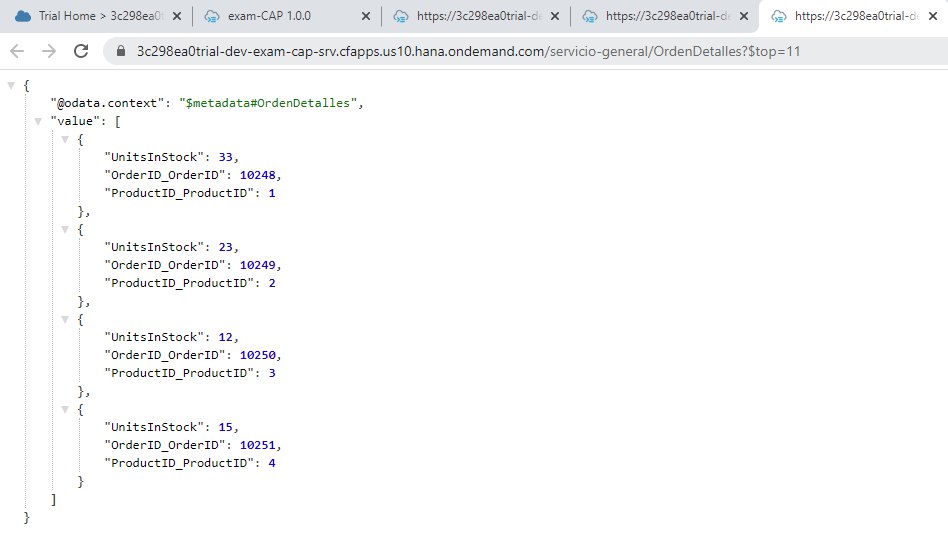 Trial Home > 3c298ea0
exam-CAP 1.0.0
https://3c298ea0trial-de
https://3c298ea0trial-de
https://3c298ea0trial-de
3c298ea0trial-dev-exam-cap-srv.cfapps.us10.hana.ondemand.com/servicio-general/OrdenDetalles?$top=11
{
"@odata.context": "$metadata#OrdenDetalles",
"value": [
{
"UnitsInStock": 33,
"OrderID_OrderID": 10248,
"ProductID_ProductID": 1
},
{
"UnitsInStock": 23,
"OrderID_OrderID": 10249,
"ProductID_ProductID": 2
},
{
"UnitsInStock": 12,
"OrderID_OrderID": 10250,
"ProductID_ProductID": 3
},
{
"UnitsInStock": 15,
"OrderID_OrderID": 10251,
"ProductID_ProductID": 4
}
]
}